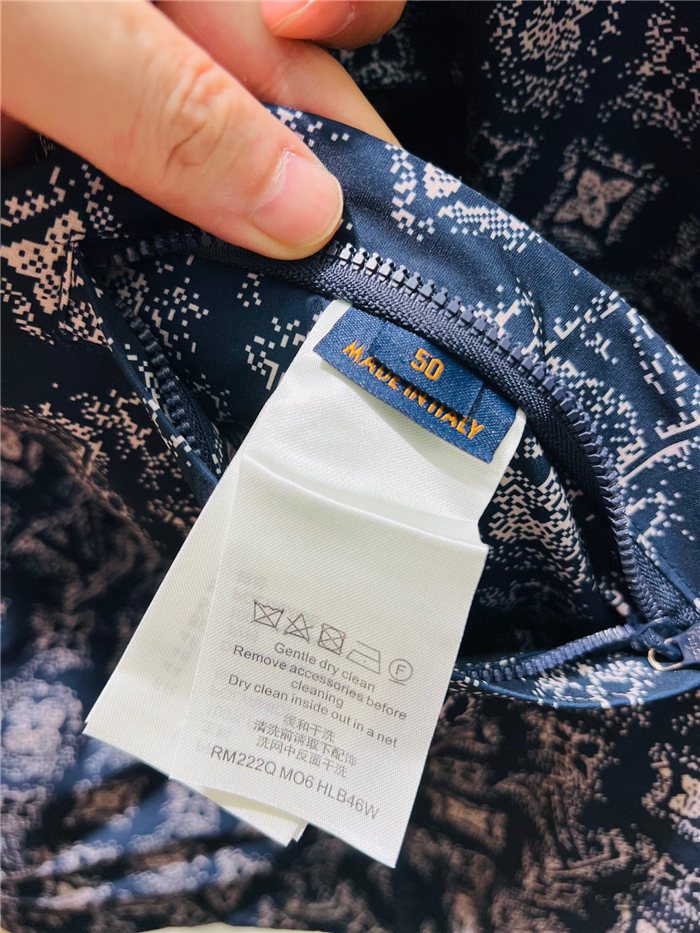 50
MADE IN ITALY
F
Gentle dry clean
Remove accessories before
cleaning
Dry clean inside out in a net
缓和干洗
清洗前请取下配饰
洗网中反面干洗
RM222Q MO6 HLB46W